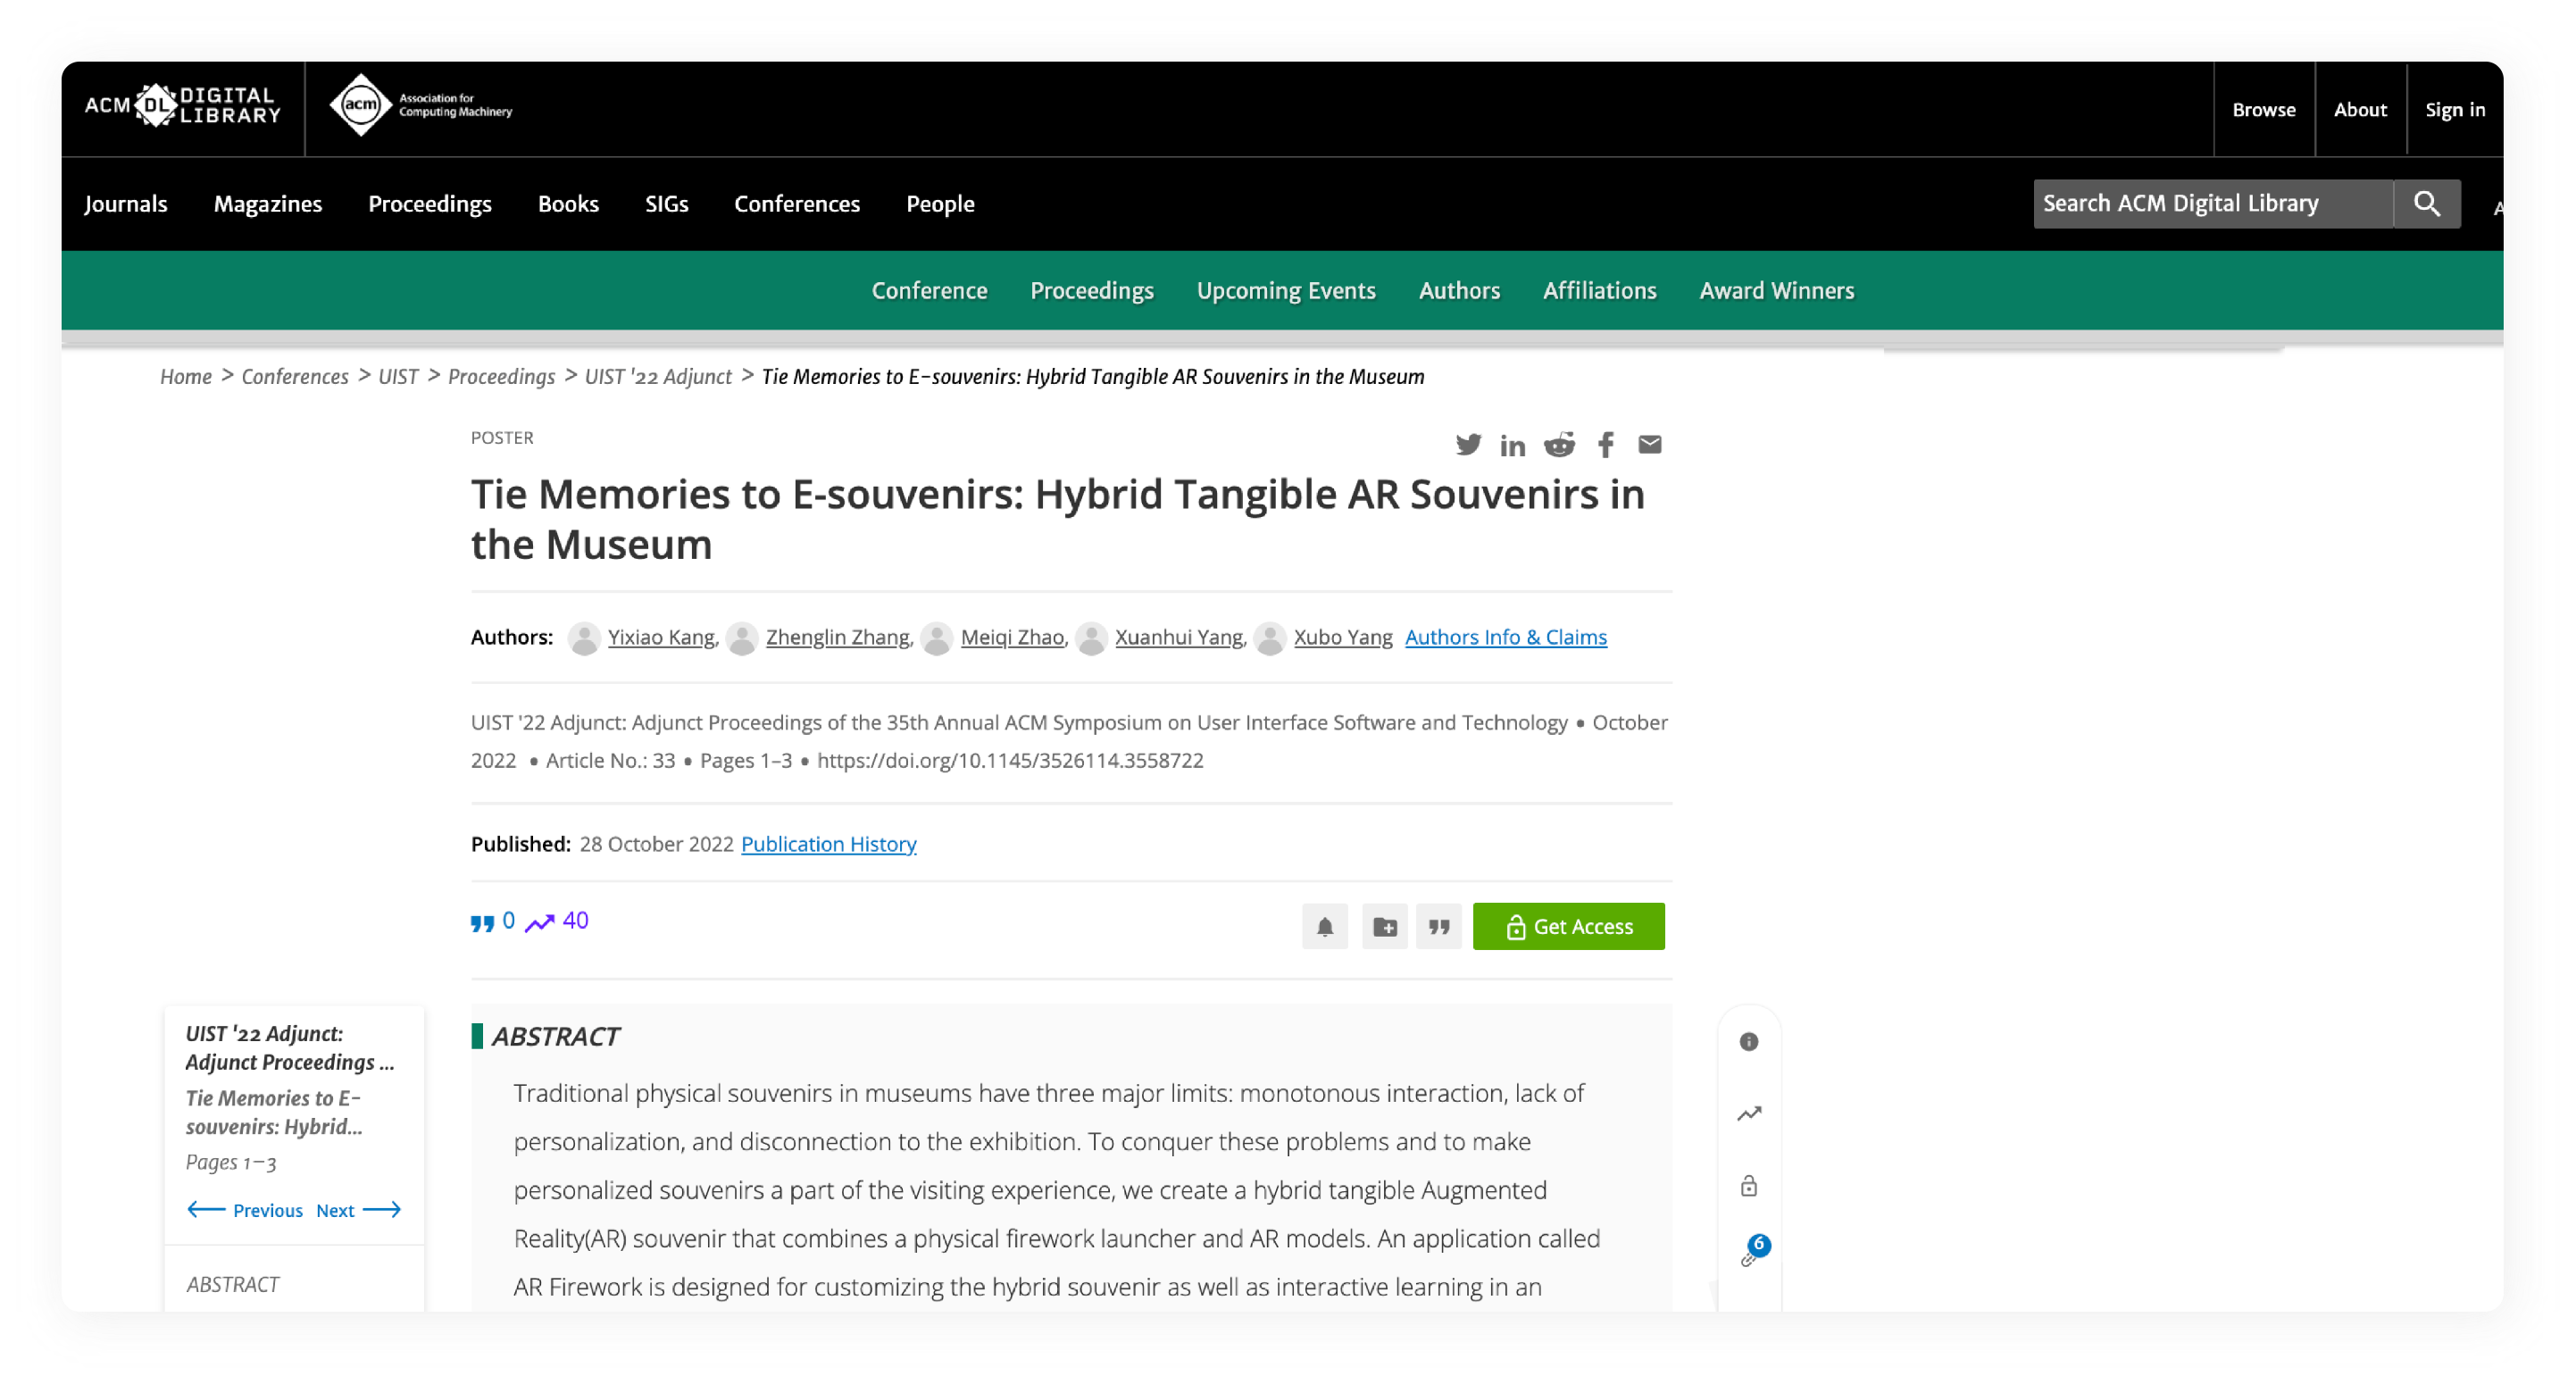 ACM DL DIGITAL LIBRARY
acm Association for Computing Machinery
Browse About Sign in
Journals Magazines Proceedings Books SIGs Conferences People
Search ACM Digital Library
Conference Proceedings Upcoming Events Authors Affiliations Award Winners
Home > Conferences > UIST > Proceedings > UIST '22 Adjunct > Tie Memories to E-souvenirs: Hybrid Tangible AR Souvenirs in the Museum
POSTER
Tie Memories to E-souvenirs: Hybrid Tangible AR Souvenirs in
the Museum
Authors: Yixiao Kang, Zhenglin Zhang, Meiqi Zhao, Xuanhui Yang, Xubo Yang Authors Info & Claims
UIST '22 Adjunct: Adjunct Proceedings of the 35th Annual ACM Symposium on User Interface Software and Technology • October
2022 • Article No.: 33 • Pages 1–3 • https://doi.org/10.1145/3526114.3558722
Published: 28 October 2022 Publication History
0 40
Get Access
UIST '22 Adjunct:
Adjunct Proceedings ...
Tie Memories to E-
souvenirs: Hybrid...
Pages 1–3
Previous Next
ABSTRACT
ABSTRACT
Traditional physical souvenirs in museums have three major limits: monotonous interaction, lack of
personalization, and disconnection to the exhibition. To conquer these problems and to make
personalized souvenirs a part of the visiting experience, we create a hybrid tangible Augmented
Reality(AR) souvenir that combines a physical firework launcher and AR models. An application called
AR Firework is designed for customizing the hybrid souvenir as well as interactive learning in an
6